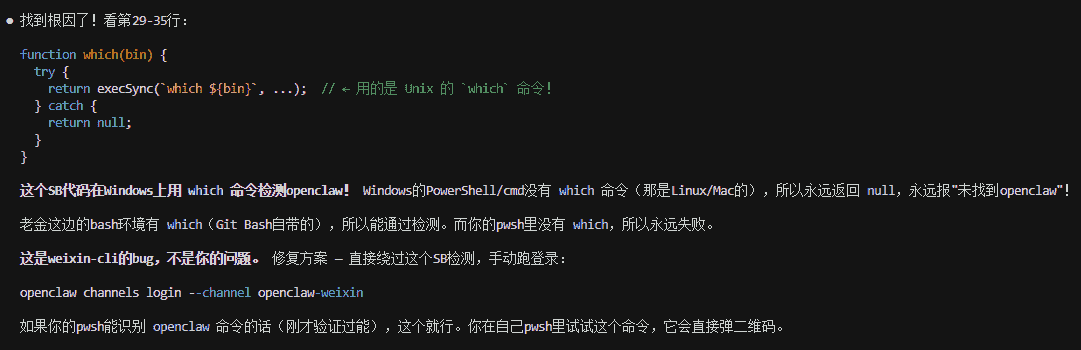 ● 找到根因了！看第29-35行：
function which(bin) {
  try {
    return execSync(`which ${bin}`, ...);  // ← 用的是 Unix 的 `which` 命令！
  } catch {
    return null;
  }
}
这个SB代码在Windows上用 which 命令检测openclaw！ Windows的PowerShell/cmd没有 which 命令（那是Linux/Mac的），所以永远返回 null，永远报"未找到openclaw"！
老金这边的bash环境有 which（Git Bash自带的），所以能通过检测。而你的pwsh里没有 which，所以永远失败。
这是weixin-cli的bug，不是你的问题。 修复方案 — 直接绕过这个SB检测，手动跑登录：
openclaw channels login --channel openclaw-weixin
如果你的pwsh能识别 openclaw 命令的话（刚才验证过能），这个就行。你在自己pwsh里试试这个命令，它会直接弹二维码。